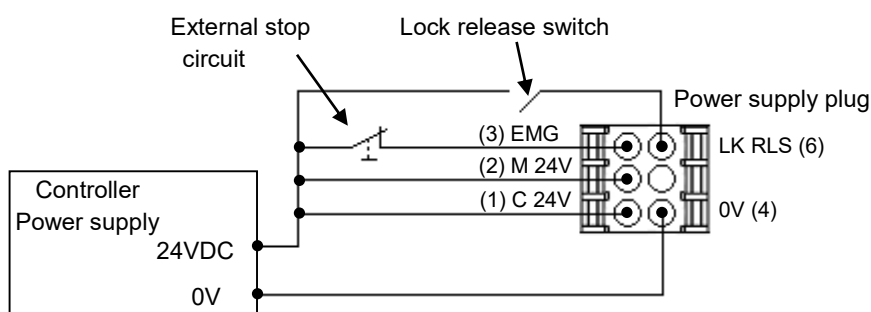 External stop
circuit
Lock release switch
Power supply plug
(3) EMG
LK RLS (6)
(2) M 24V
(1) C 24V
0V (4)
Controller
Power supply
24VDC
0V